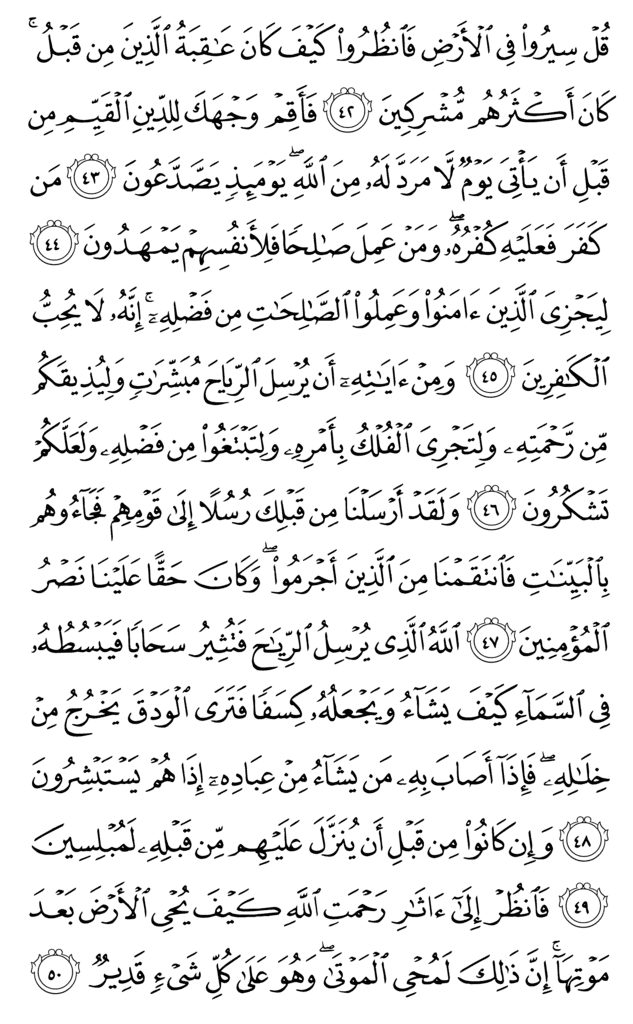 قُلْ سِيرُوا۟ فِى ٱلْأَرْضِ فَٱنظُرُوا۟ كَيْفَ كَانَ عَـٰقِبَةُ ٱلَّذِينَ مِن قَبْلُ ۚ
كَانَ أَكْثَرُهُم مُّشْرِكِينَ ٤٢ فَأَقِمْ وَجْهَكَ لِلدِّينِ ٱلْقَيِّمِ مِن
قَبْلِ أَن يَأْتِىَ يَوْمٌ لَّا مَرَدَّ لَهُۥ مِنَ ٱللَّهِ ۖ يَوْمَئِذٍ يَصَّدَّعُونَ ٤٣ مَن
كَفَرَ فَعَلَيْهِ كُفْرُهُۥ ۖ وَمَنْ عَمِلَ صَـٰلِحًا فَلِأَنفُسِهِمْ يَمْهَدُونَ ٤٤
لِيَجْزِىَ ٱلَّذِينَ ءَامَنُوا۟ وَعَمِلُوا۟ ٱلصَّـٰلِحَـٰتِ مِن فَضْلِهِۦٓ ۚ إِنَّهُۥ لَا يُحِبُّ
ٱلْكَـٰفِرِينَ ٤٥ وَمِنْ ءَايَـٰتِهِۦٓ أَن يُرْسِلَ ٱلرِّيَاحَ مُبَشِّرَٰتٍ وَلِيُذِيقَكُم
مِّن رَّحْمَتِهِۦ وَلِتَجْرِىَ ٱلْفُلْكُ بِأَمْرِهِۦ وَلِتَبْتَغُوا۟ مِن فَضْلِهِۦ وَلَعَلَّكُمْ
تَشْكُرُونَ ٤٦ وَلَقَدْ أَرْسَلْنَا مِن قَبْلِكَ رُسُلًا إِلَىٰ قَوْمِهِمْ فَجَآءُوهُم
بِٱلْبَيِّنَـٰتِ فَٱنتَقَمْنَا مِنَ ٱلَّذِينَ أَجْرَمُوا۟ ۖ وَكَانَ حَقًّا عَلَيْنَا نَصْرُ
ٱلْمُؤْمِنِينَ ٤٧ ٱللَّهُ ٱلَّذِى يُرْسِلُ ٱلرِّيَـٰحَ فَتُثِيرُ سَحَابًا فَيَبْسُطُهُۥ
فِى ٱلسَّمَآءِ كَيْفَ يَشَآءُ وَيَجْعَلُهُۥ كِسَفًا فَتَرَى ٱلْوَدْقَ يَخْرُجُ مِنْ
خِلَـٰلِهِۦ ۖ فَإِذَآ أَصَابَ بِهِۦ مَن يَشَآءُ مِنْ عِبَادِهِۦٓ إِذَا هُمْ يَسْتَبْشِرُونَ
٤٨ وَإِن كَانُوا۟ مِن قَبْلِ أَن يُنَزَّلَ عَلَيْهِم مِّن قَبْلِهِۦ لَمُبْلِسِينَ
٤٩ فَٱنظُرْ إِلَىٰٓ ءَاثَـٰرِ رَحْمَتِ ٱللَّهِ كَيْفَ يُحْىِ ٱلْأَرْضَ بَعْدَ
مَوْتِهَآ ۚ إِنَّ ذَٰلِكَ لَمُحْىِ ٱلْمَوْتَىٰ ۖ وَهُوَ عَلَىٰ كُلِّ شَىْءٍ قَدِيرٌ ٥٠